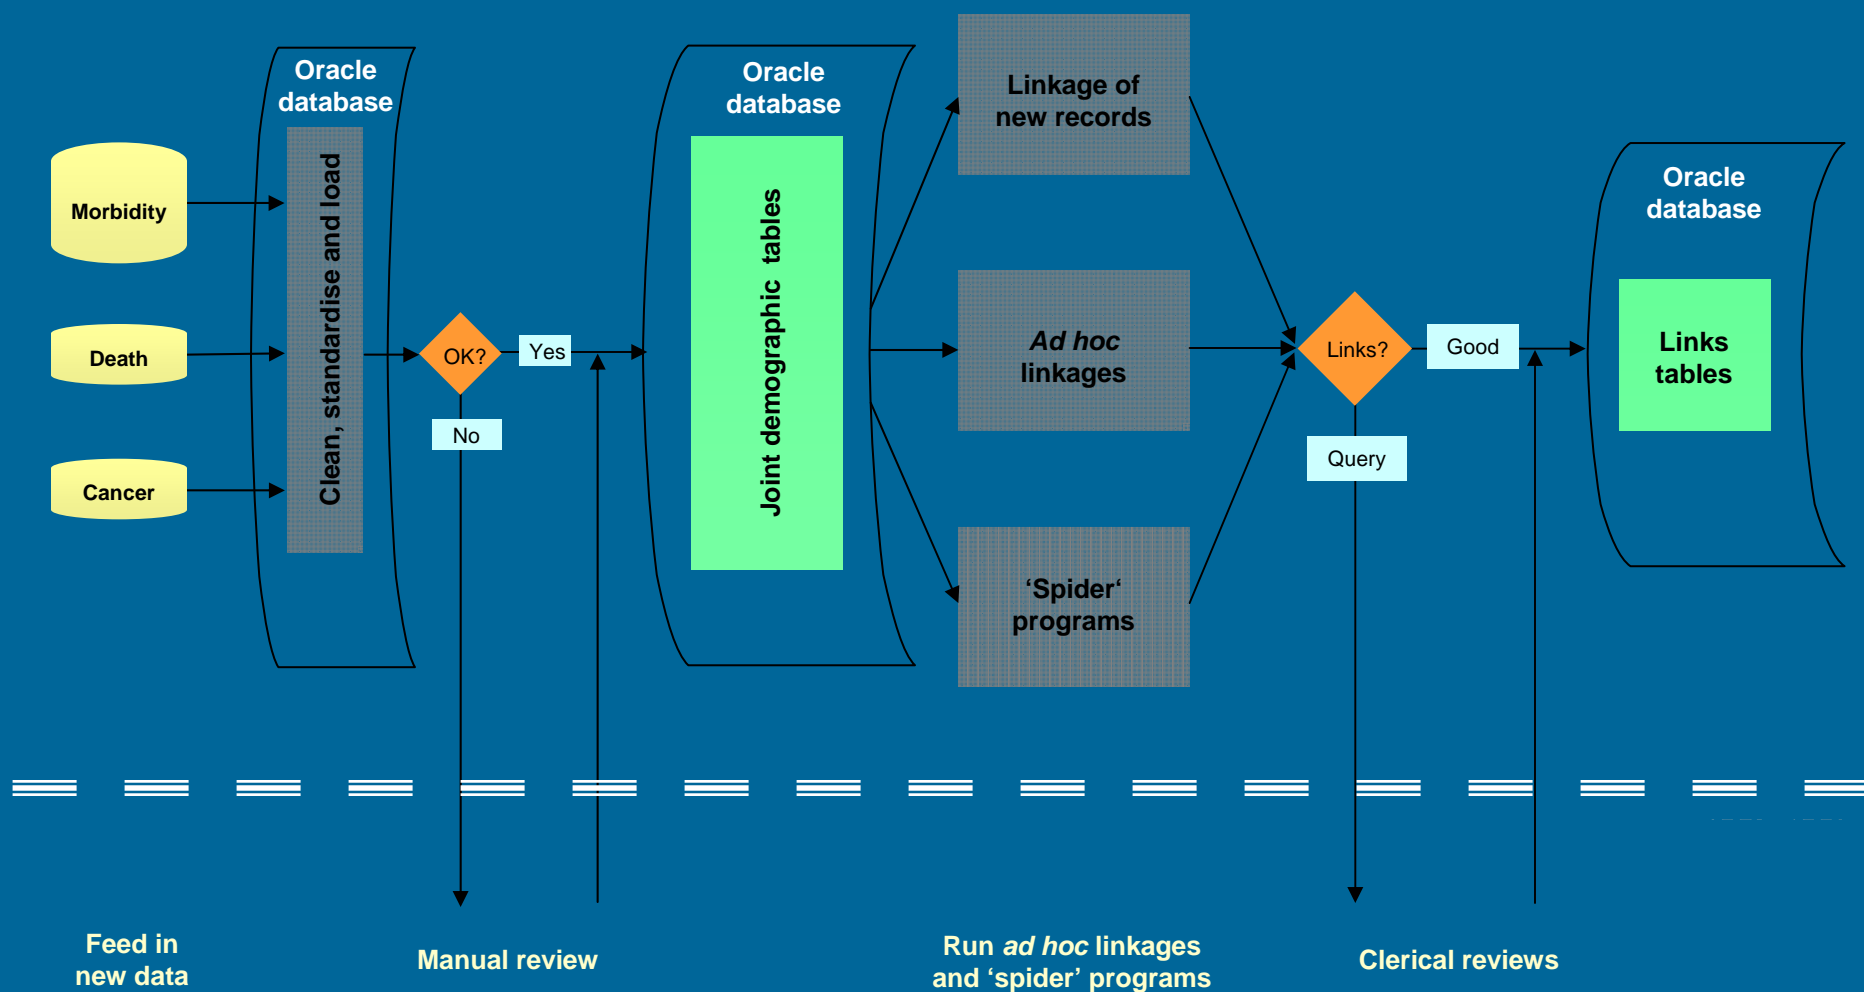 Oracle
database
Morbidity
Death
Cancer
Clean, standardise and load
OK?
Yes
No
Oracle
database
Joint demographic tables
Linkage of
new records
Ad hoc
linkages
‘Spider‘
programs
Links?
Good
Query
Oracle
database
Links
tables
Feed in
new data
Manual review
Run ad hoc linkages
and ‘spider’ programs
Clerical reviews